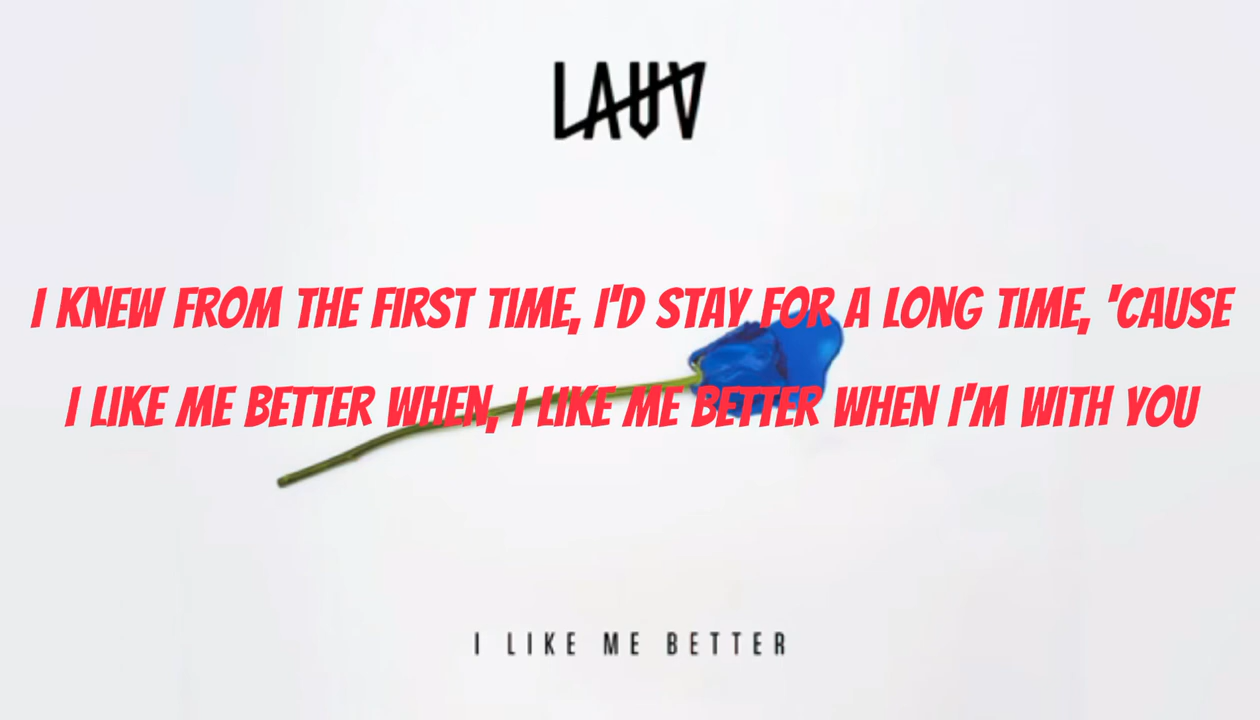 LAUV
I KNEW FROM THE FIRST TIME, I'D STAY FOR A LONG TIME, 'CAUSE
I LIKE ME BETTER WHEN, I LIKE ME BETTER WHEN I'M WITH YOU
I LIKE ME BETTER